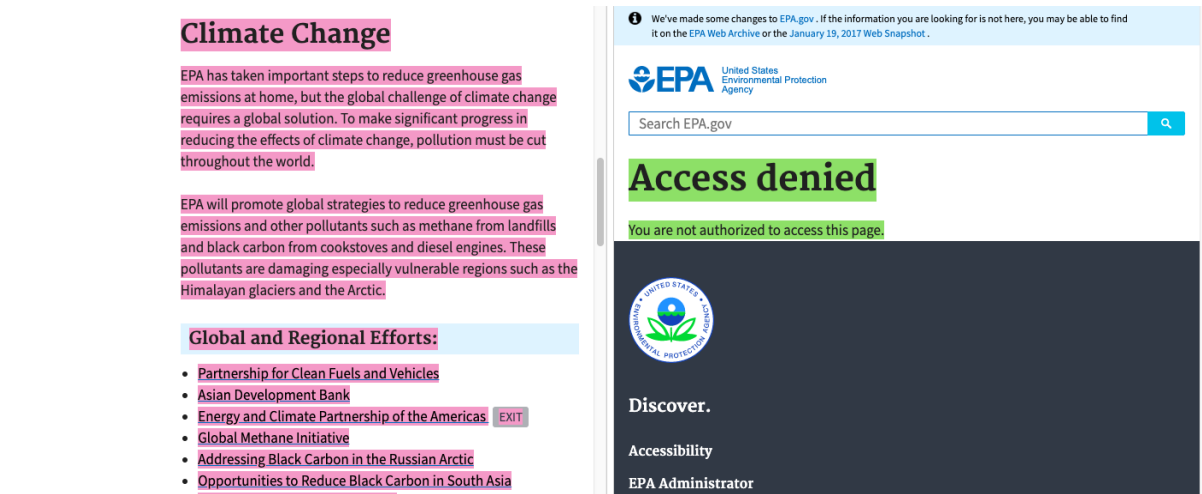 Climate Change
EPA has taken important steps to reduce greenhouse gas
emissions at home, but the global challenge of climate change
requires a global solution. To make significant progress in
reducing the effects of climate change, pollution must be cut
throughout the world.
EPA will promote global strategies to reduce greenhouse gas
emissions and other pollutants such as methane from landfills
and black carbon from cookstoves and diesel engines. These
pollutants are damaging especially vulnerable regions such as the
Himalayan glaciers and the Arctic.
Global and Regional Efforts:
Partnership for Clean Fuels and Vehicles
Asian Development Bank
Energy and Climate Partnership of the Americas EXIT
Global Methane Initiative
Addressing Black Carbon in the Russian Arctic
Opportunities to Reduce Black Carbon in South Asia
We've made some changes to EPA.gov . If the information you are looking for is not here, you may be able to find
it on the EPA Web Archive or the January 19, 2017 Web Snapshot .
EPA
United States
Environmental Protection
Agency
Search EPA.gov
Access denied
You are not authorized to access this page.
UNITED STATES
ENVIRONMENTAL PROTECTION AGENCY
Discover.
Accessibility
EPA Administrator